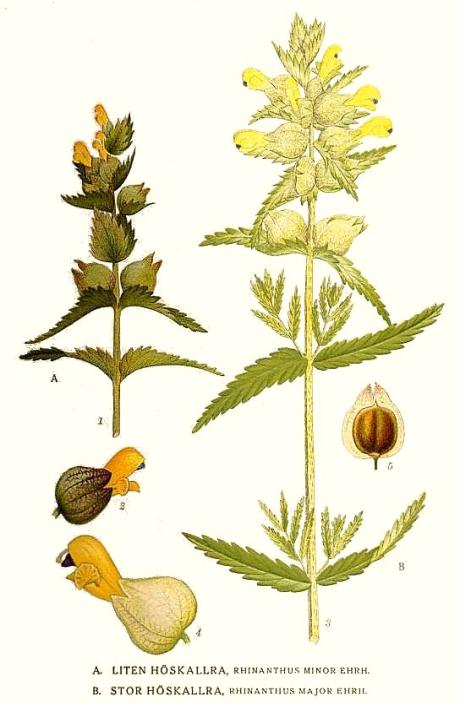 A.
1
2
4
5
B
3
A. LITEN HÖSKALLRA, RHINANTHUS MINOR EHRH.
B. STOR HÖSKALLRA, RHINANTHUS MAJOR EHRH.